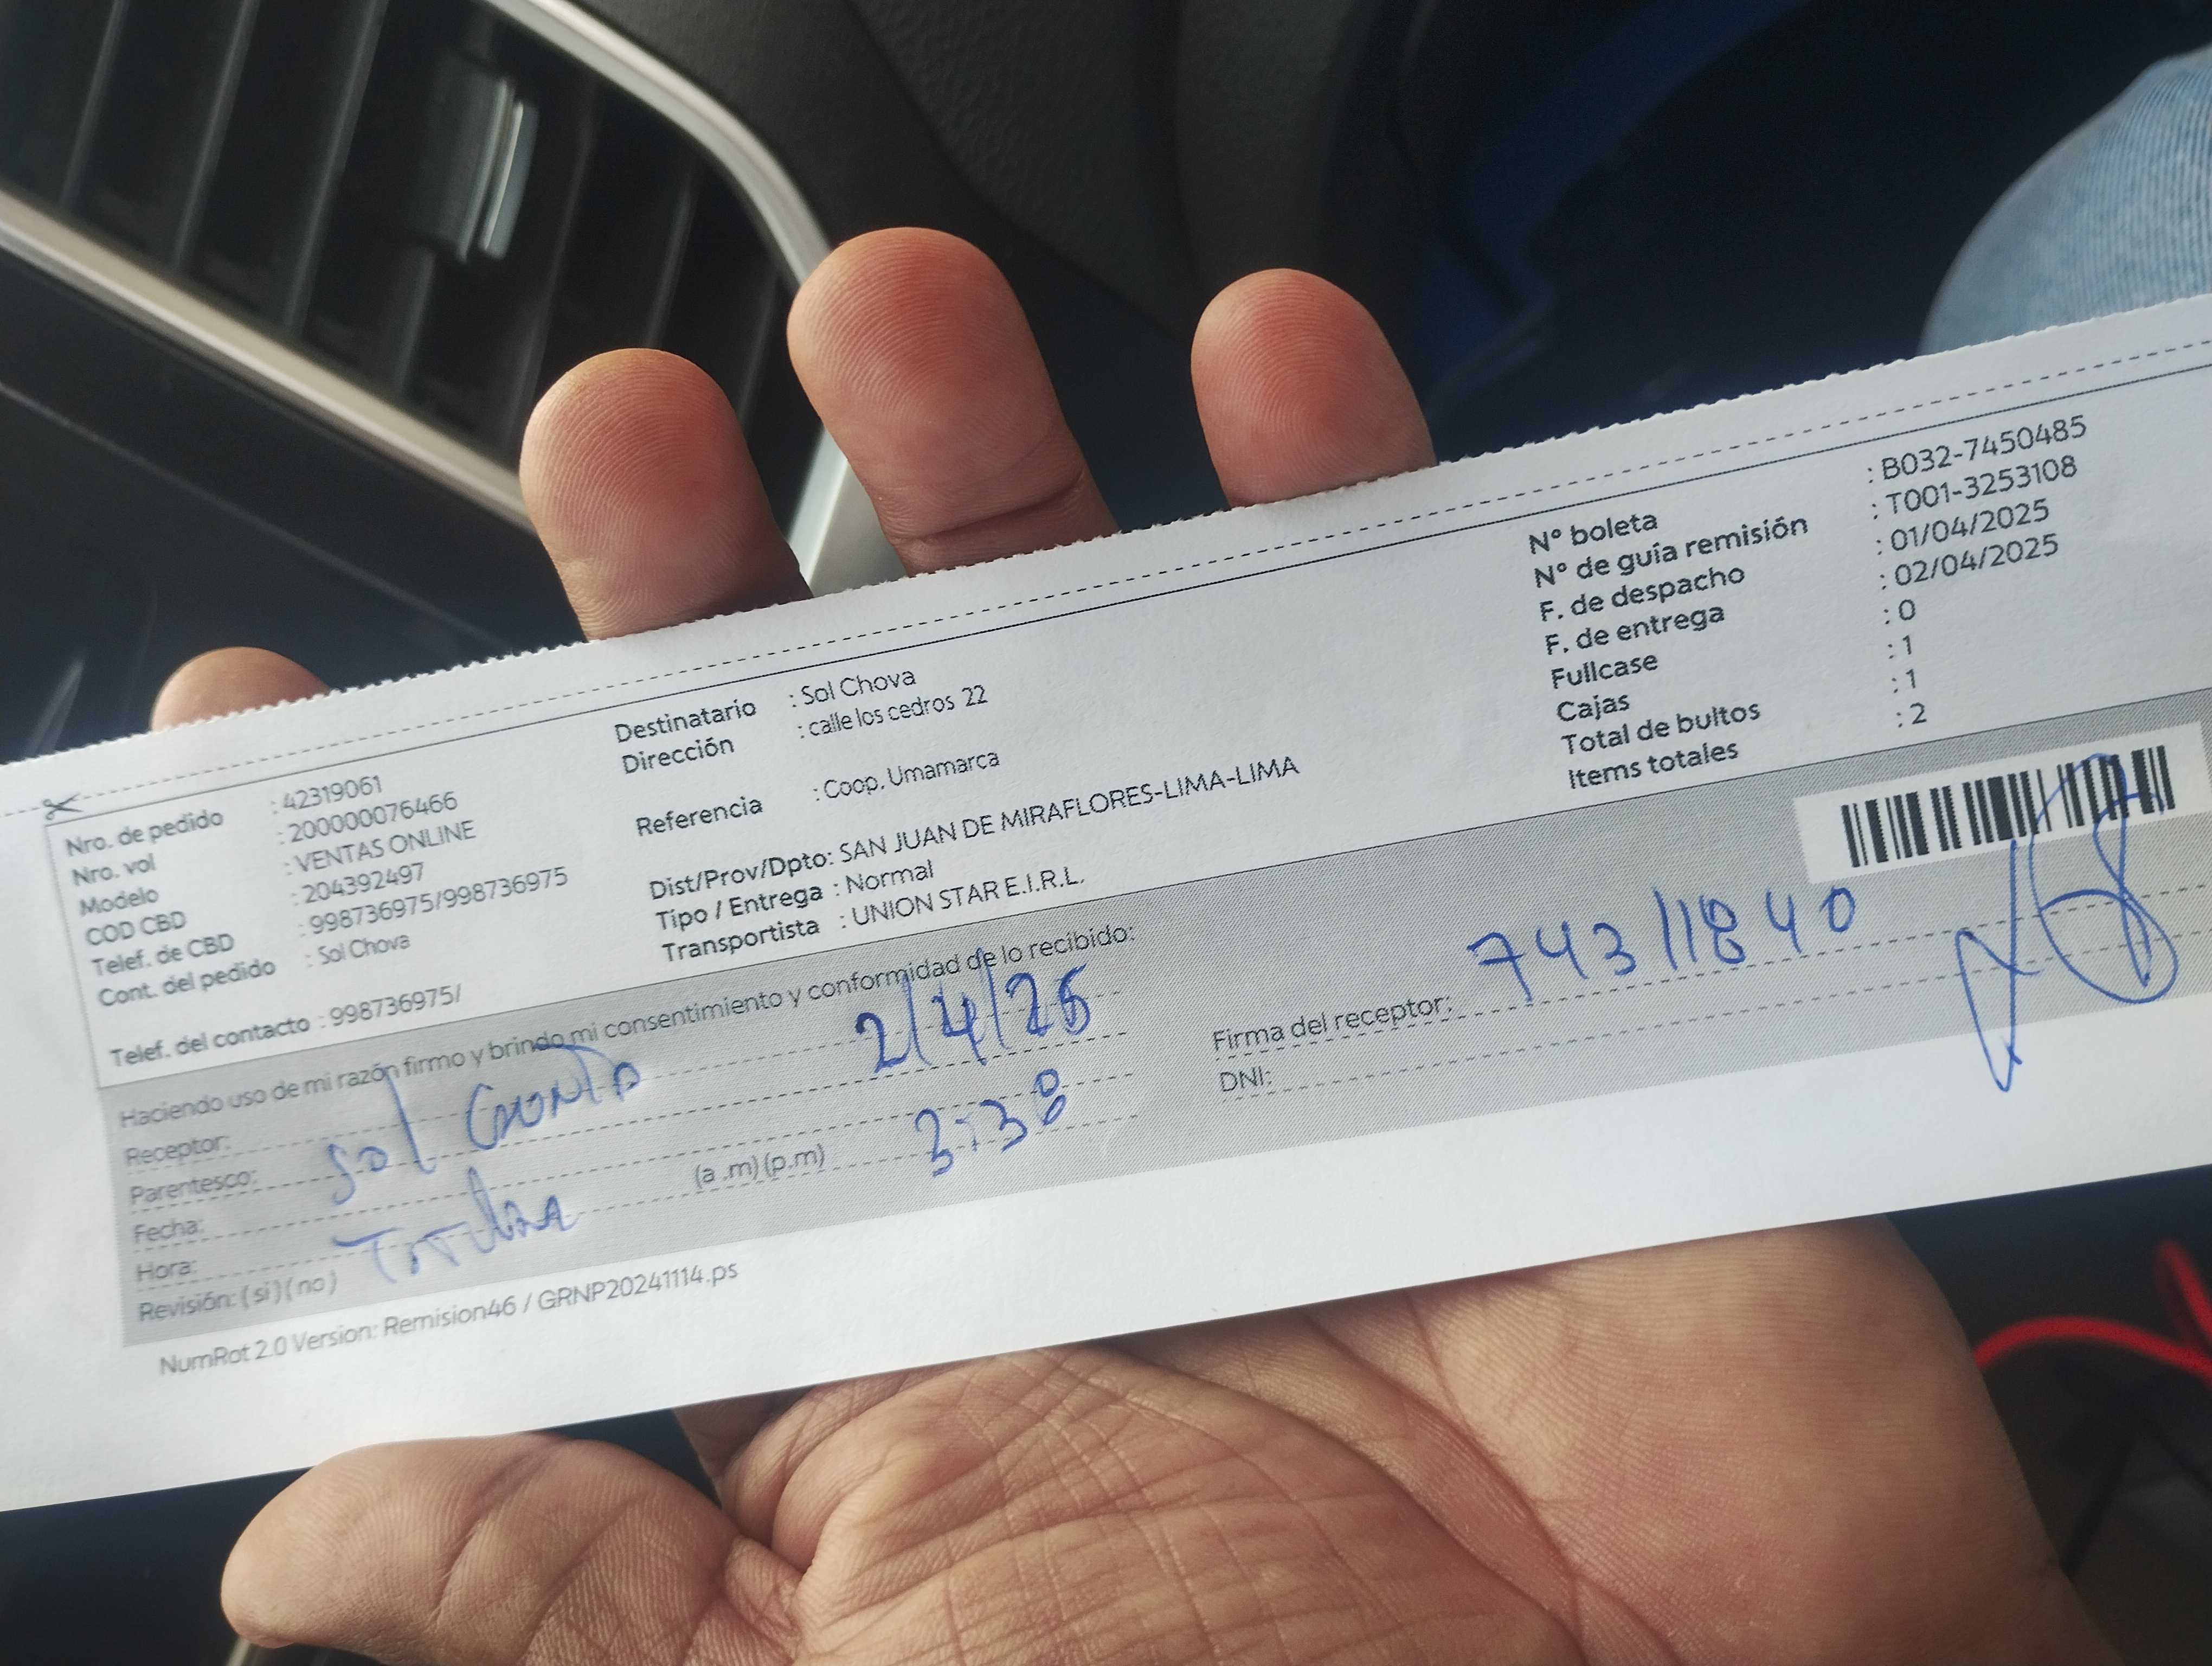 Nro. de pedido : 42319061
Nro. vol : 2000000076466
Modelo : VENTAS ONLINE
COD CBD : 204392497
Telef. de CBD : 998736975/998736975
Cont. del pedido : Sol Chova
Telef. del contacto : 998736975/
Destinatario : Sol Chova
Dirección : calle los cedros 22
Referencia : Coop. Umamarca
Dist/Prov/Dpto: SAN JUAN DE MIRAFLORES-LIMA-LIMA
Tipo / Entrega : Normal
Transportista : UNION STAR E.I.R.L.
N° boleta : B032-7450485
N° de guía remisión : T001-3253108
F. de despacho : 01/04/2025
F. de entrega : 02/04/2025
Fullcase : 0
Cajas : 1
Total de bultos : 1
Items totales : 2
Haciendo uso de mi razón firmo y brindo mi consentimiento y conformidad de lo recibido:
Receptor: Sol
Parentesco:
Fecha: 2/4/25
Hora: (a .m) (p.m) 3:38
Revisión: ( si ) ( no )
Firma del receptor: 74311840
DNI:
NumRot 2.0 Version: Remision46 / GRNP20241114.ps